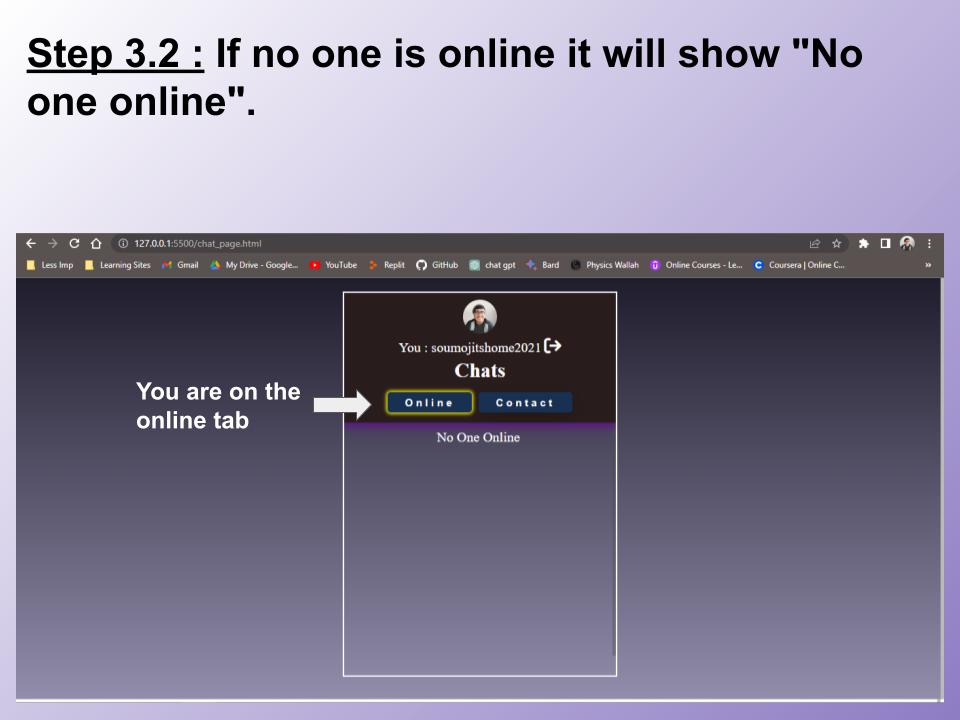 Step 3.2 : If no one is online it will show "No
one online".
127.0.0.1:5500/chat_page.html
Less Imp Learning Sites Gmail My Drive - Google... YouTube Replit GitHub chat gpt Bard Physics Wallah Online Courses - Le... Coursera | Online C... »
You : soumojitshome2021
Chats
You are on the
online tab
Online Contact
No One Online